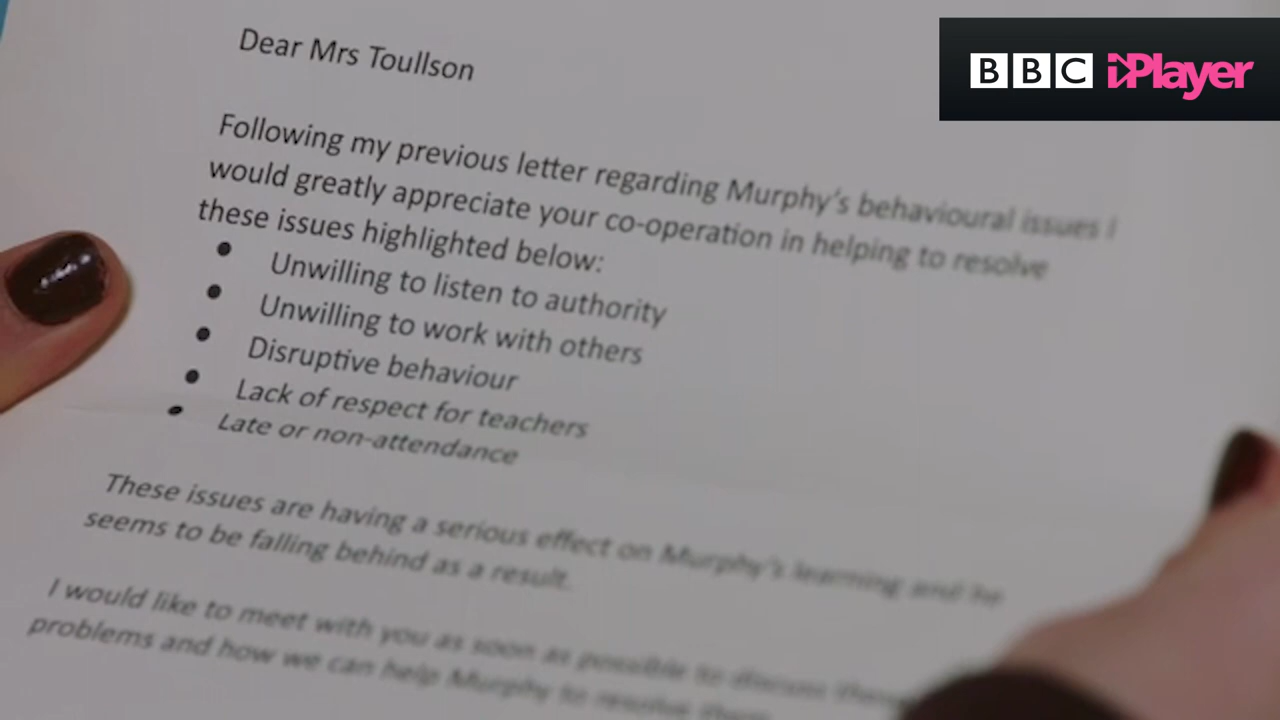 BBC iPlayer
Dear Mrs Toullson
Following my previous letter regarding Murphy's behavioural issues I
would greatly appreciate your co-operation in helping to resolve
these issues highlighted below:
• Unwilling to listen to authority
• Unwilling to work with others
• Disruptive behaviour
• Lack of respect for teachers
• Late or non-attendance
These issues are having a serious effect on Murphy's learning and he
seems to be falling behind as a result.
I would like to meet with you as soon as possible to discuss these
problems and how we can help Murphy to resolve them